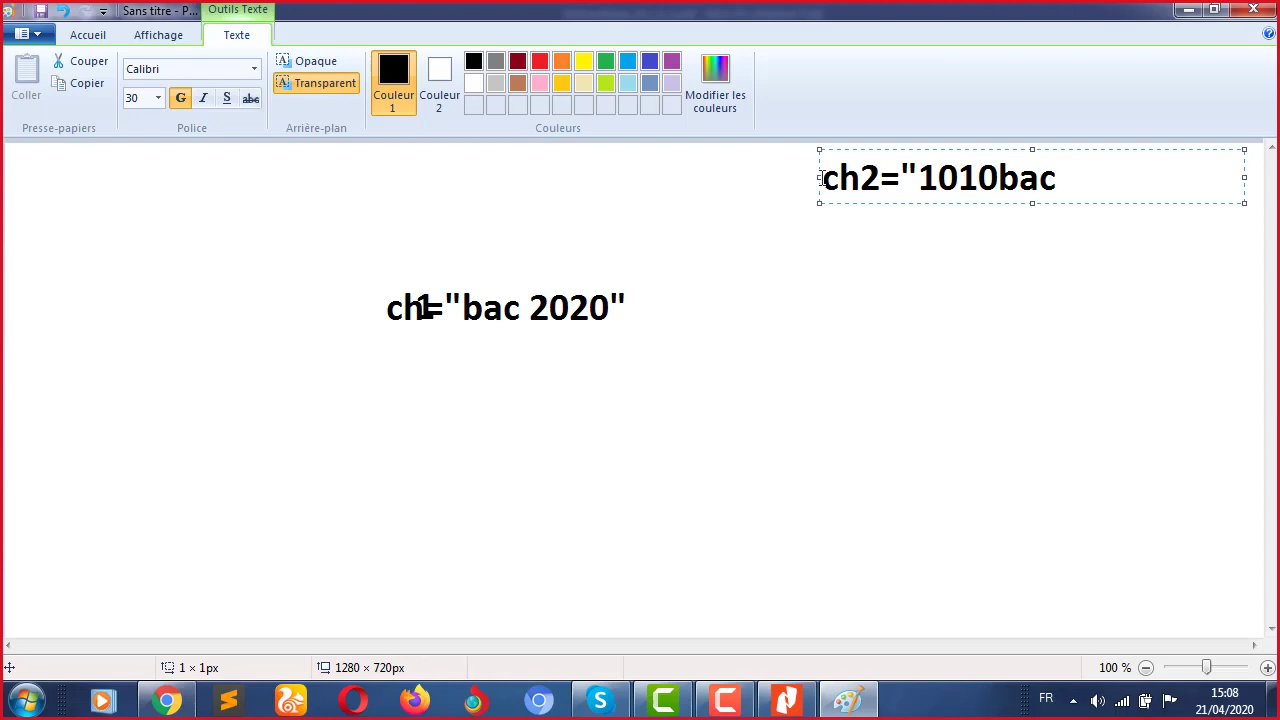 Sans titre - P...
Outils Texte
Accueil
Affichage
Texte
Coller
Couper
Copier
Presse-papiers
Calibri
30
G I S abc
Police
Opaque
Transparent
Arrière-plan
Couleur 1
Couleur 2
Couleurs
Modifier les couleurs
ch2="1010bac
ch1="bac 2020"
1 × 1px
1280 × 720px
100 %
FR
15:08
21/04/2020